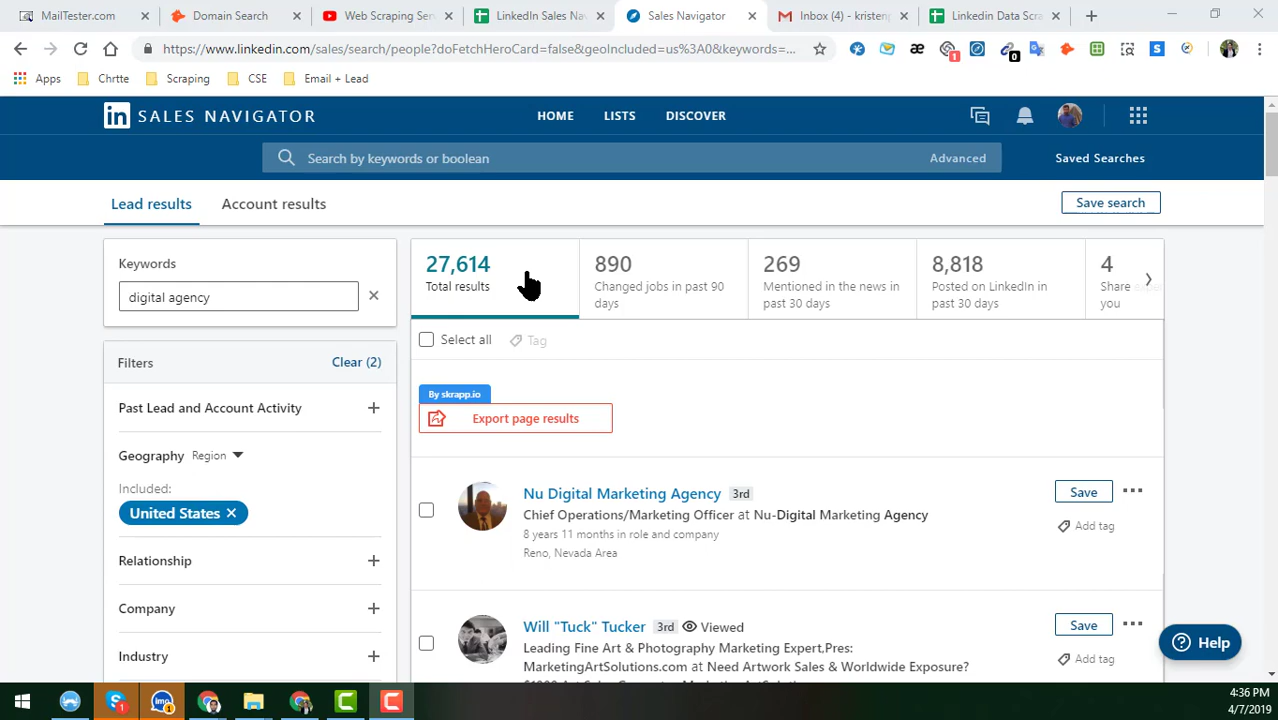 MailTester.com
Domain Search
Web Scraping Ser
LinkedIn Sales Nav
Sales Navigator
Inbox (4) - kristeng
Linkedin Data Scra
https://www.linkedin.com/sales/search/people?doFetchHeroCard=false&geoIncluded=us%3A0&keywords=...
Apps
Chrtte
Scraping
CSE
Email + Lead
in SALES NAVIGATOR
HOME
LISTS
DISCOVER
Search by keywords or boolean
Advanced
Saved Searches
Lead results
Account results
Save search
Keywords
digital agency
27,614
Total results
890
Changed jobs in past 90
days
269
Mentioned in the news in
past 30 days
8,818
Posted on LinkedIn in
past 30 days
4
Share
you
Select all
Tag
Filters
Clear (2)
By skrapp.io
Export page results
Past Lead and Account Activity
Geography Region
Included:
United States
Relationship
Company
Industry
Nu Digital Marketing Agency 3rd
Chief Operations/Marketing Officer at Nu-Digital Marketing Agency
8 years 11 months in role and company
Reno, Nevada Area
Save
Add tag
Will "Tuck" Tucker 3rd Viewed
Leading Fine Art & Photography Marketing Expert,Pres:
MarketingArtSolutions.com at Need Artwork Sales & Worldwide Exposure?
Save
Add tag
Help
4:36 PM
4/7/2019